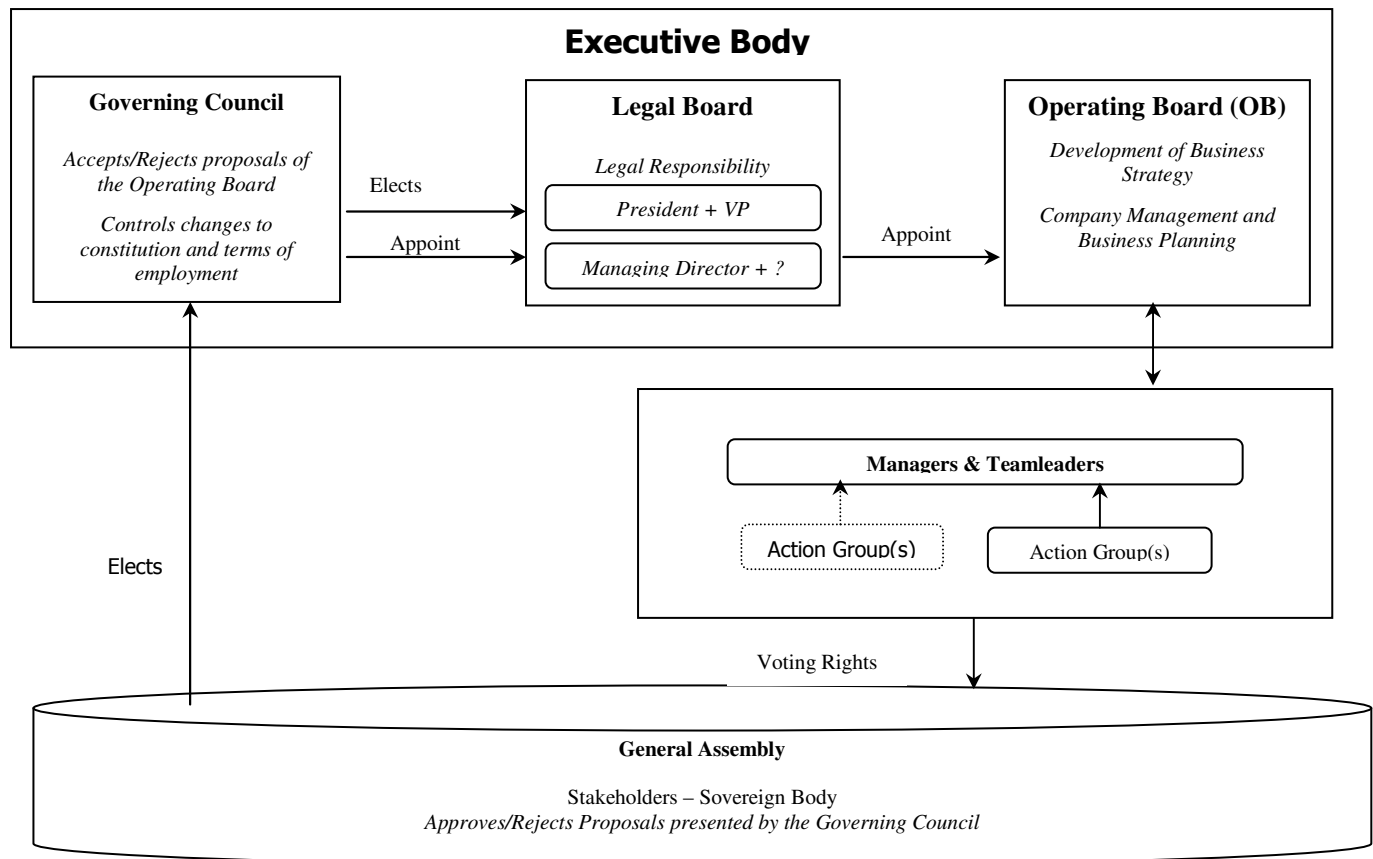 Executive Body
Governing Council
Accepts/Rejects proposals of
the Operating Board
Controls changes to
constitution and terms of
employment
Elects
Appoint
Legal Board
Legal Responsibility
President + VP
Managing Director + ?
Appoint
Operating Board (OB)
Development of Business
Strategy
Company Management and
Business Planning
Managers & Teamleaders
Action Group(s)
Action Group(s)
Elects
Voting Rights
General Assembly
Stakeholders – Sovereign Body
Approves/Rejects Proposals presented by the Governing Council